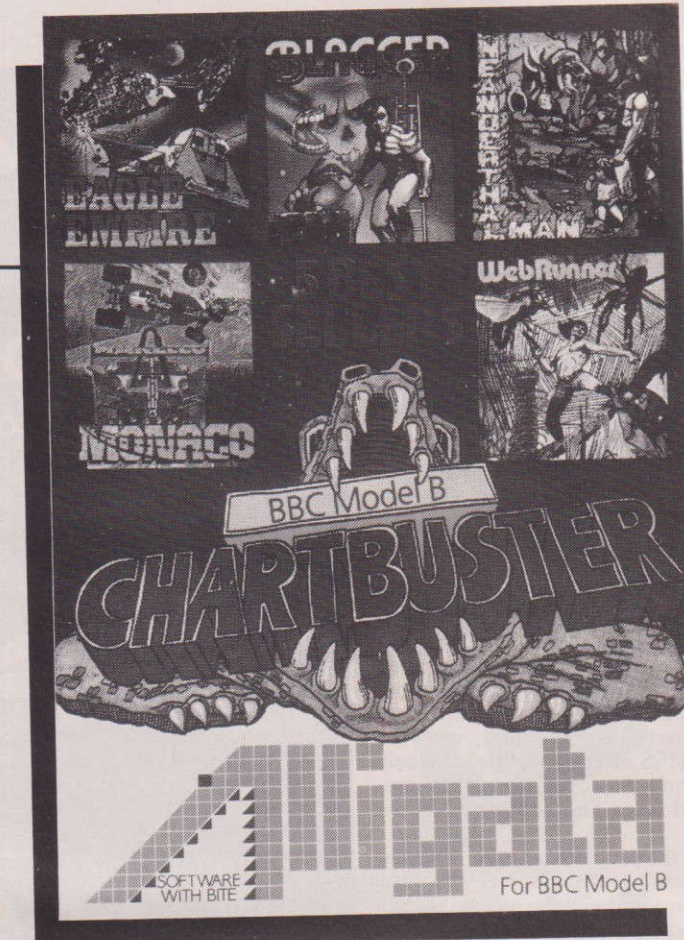 EAGLE
EMPIRE
BLAGGER
NEANDERTHAL
MAN
MONACO
WebRunner
BBC Model B
CHARTBUSTER
Alligata
SOFTWARE
WITH BITE
For BBC Model B